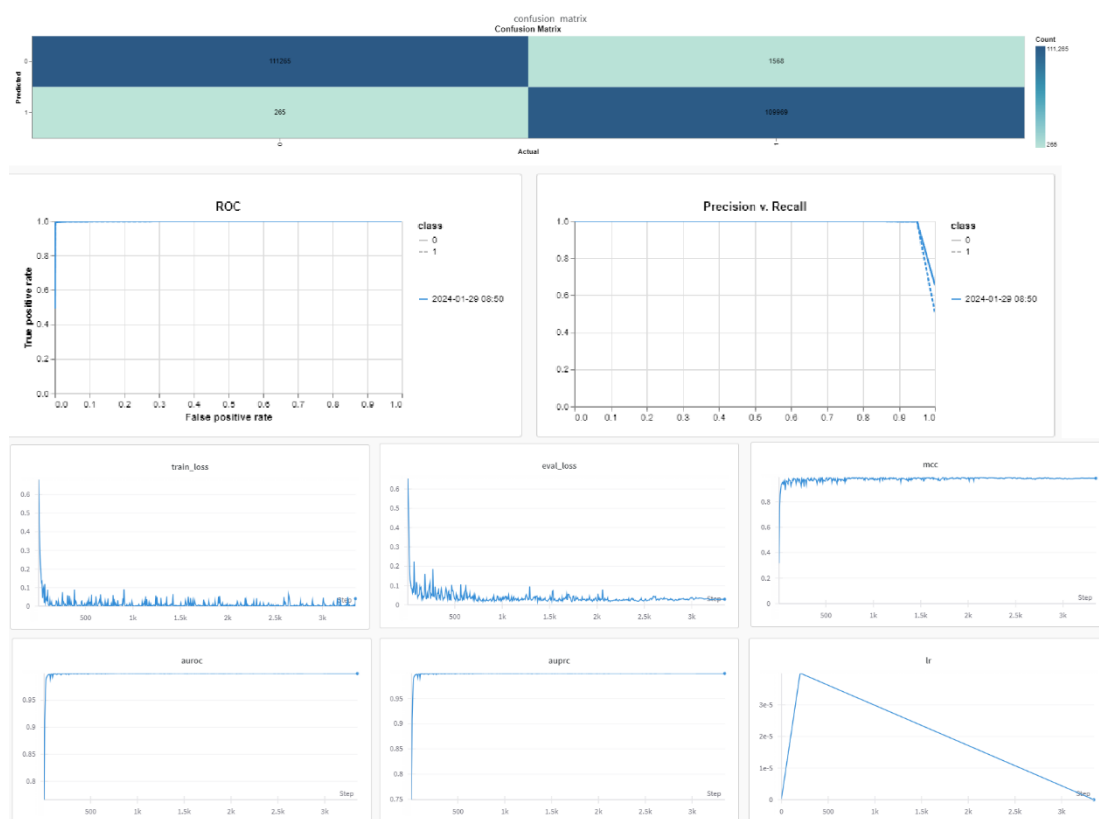 confusion_matrix
Confusion Matrix
Count
111,265
266
Predicted
0
111265
1568
1
265
109969
0
1
Actual
ROC
True positive rate
1.0
0.8
0.6
0.4
0.2
0.0
0.0 0.1 0.2 0.3 0.4 0.5 0.6 0.7 0.8 0.9 1.0
False positive rate
class
0
1
2024-01-29 08:50
Precision v. Recall
1.0
0.8
0.6
0.4
0.2
0.0
0.0 0.1 0.2 0.3 0.4 0.5 0.6 0.7 0.8 0.9 1.0
class
0
1
2024-01-29 08:50
train_loss
0.6
0.5
0.4
0.3
0.2
0.1
0
500 1k 1.5k 2k 2.5k 3k
Step
eval_loss
0.6
0.5
0.4
0.3
0.2
0.1
0
500 1k 1.5k 2k 2.5k 3k
Step
mcc
0.8
0.6
0.4
0.2
0
500 1k 1.5k 2k 2.5k 3k
Step
auroc
0.95
0.9
0.85
0.8
500 1k 1.5k 2k 2.5k 3k
Step
auprc
0.95
0.9
0.85
0.8
0.75
500 1k 1.5k 2k 2.5k 3k
Step
lr
3e-5
2e-5
1e-5
0
0 500 1k 1.5k 2k 2.5k 3k
Step